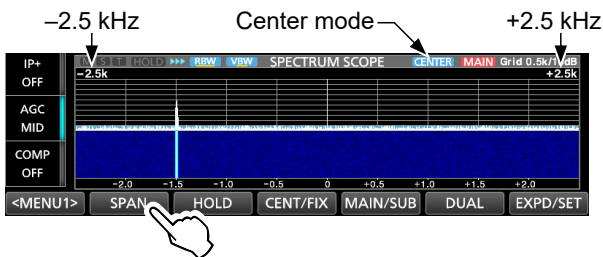 –2.5 kHz Center mode +2.5 kHz
IP+
OFF
M S T HOLD RBW VBW SPECTRUM SCOPE CENTER MAIN Grid 0.5k/10dB
−2.5k +2.5k
AGC
MID
COMP
OFF
−2.0 −1.5 −1.0 −0.5 0 +0.5 +1.0 +1.5 +2.0
<MENU1> SPAN HOLD CENT/FIX MAIN/SUB DUAL EXPD/SET